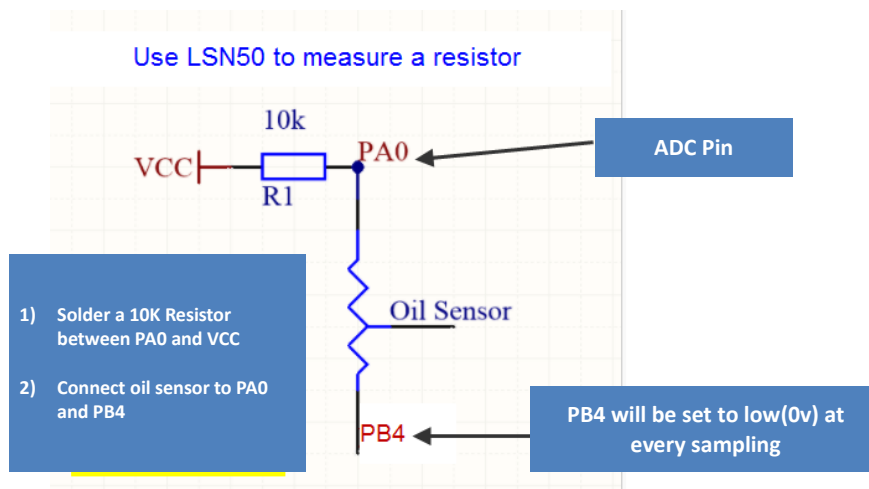 Use LSN50 to measure a resistor
10k
VCC
PA0
R1
ADC Pin
1) Solder a 10K Resistor
between PA0 and VCC
2) Connect oil sensor to PA0
and PB4
Oil Sensor
PB4
PB4 will be set to low(0v) at
every sampling